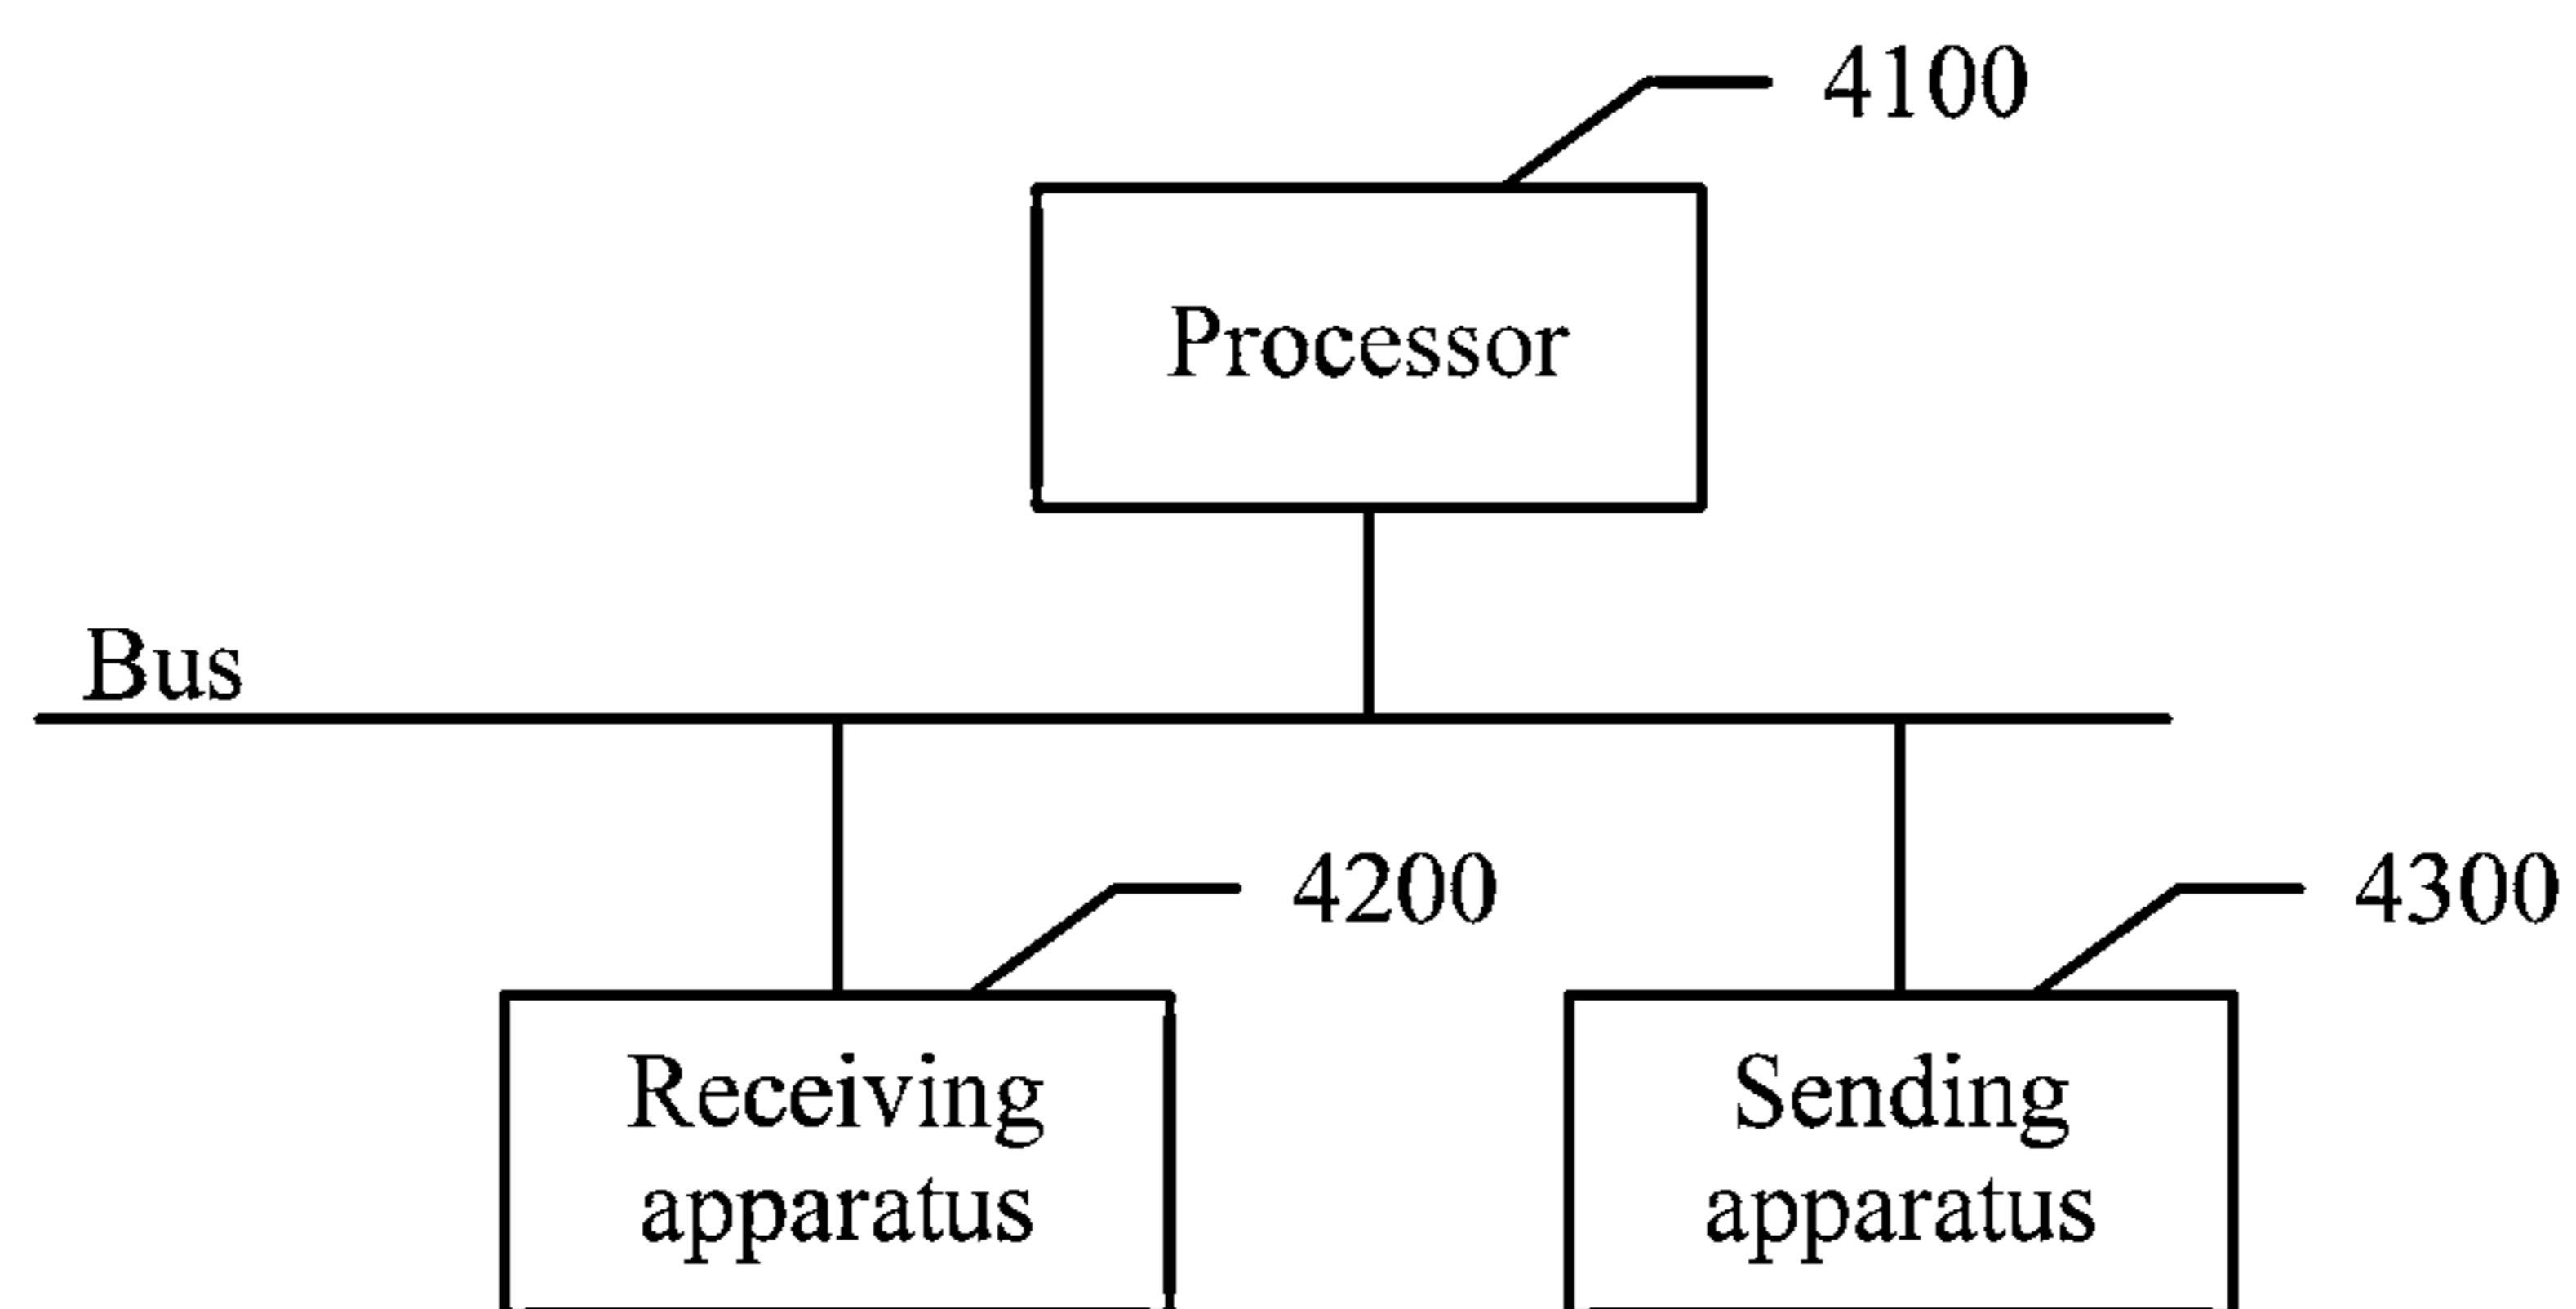 4100
Processor
Bus
4200
4300
Receiving
apparatus
Sending
apparatus